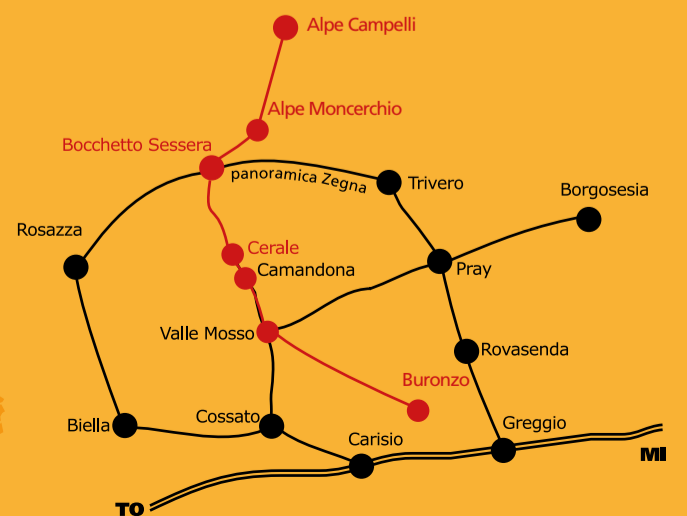 Alpe Campelli
Alpe Moncerchio
Bocchetto Sessera
panoramica Zegna
Trivero
Borgosesia
Rosazza
Cerale
Camandona
Pray
Valle Mosso
Rovasenda
Buronzo
Biella
Cossato
Greggio
Carisio
MI
TO